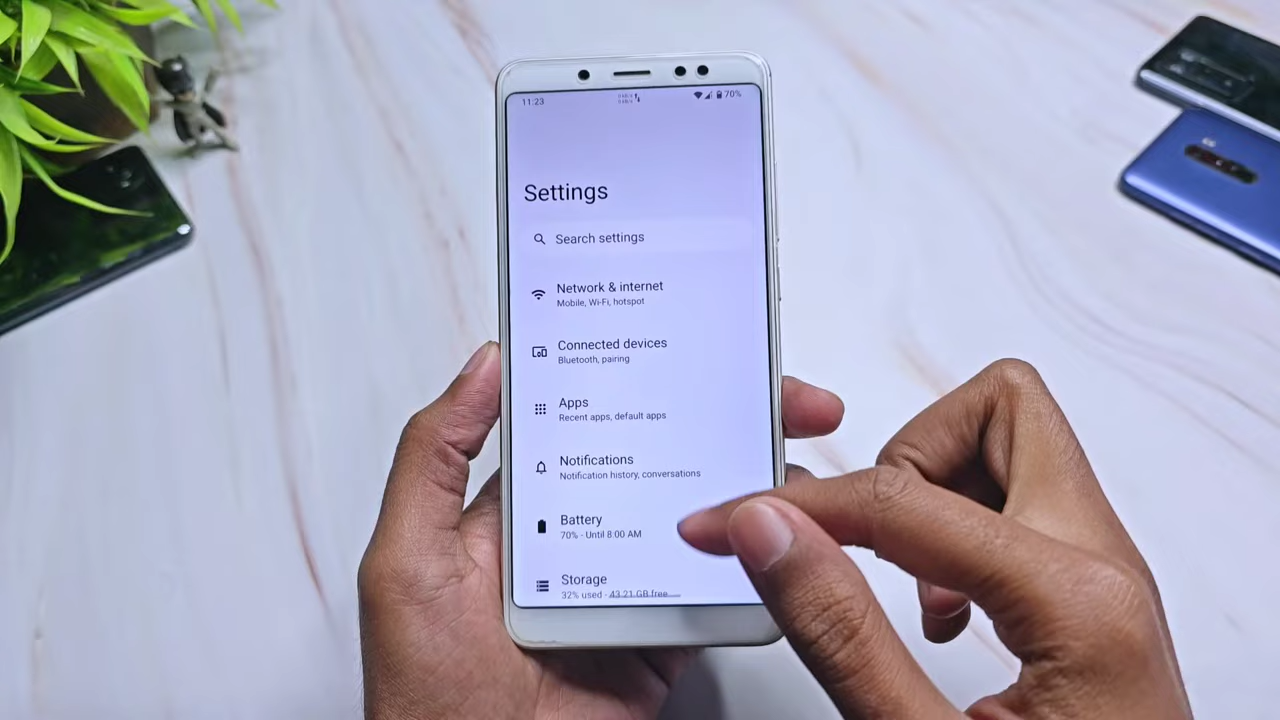 11:23
70%
Settings
Search settings
Network & internet
Mobile, Wi-Fi, hotspot
Connected devices
Bluetooth, pairing
Apps
Recent apps, default apps
Notifications
Notification history, conversations
Battery
70% - Until 8:00 AM
Storage
32% used - 43.21 GB free